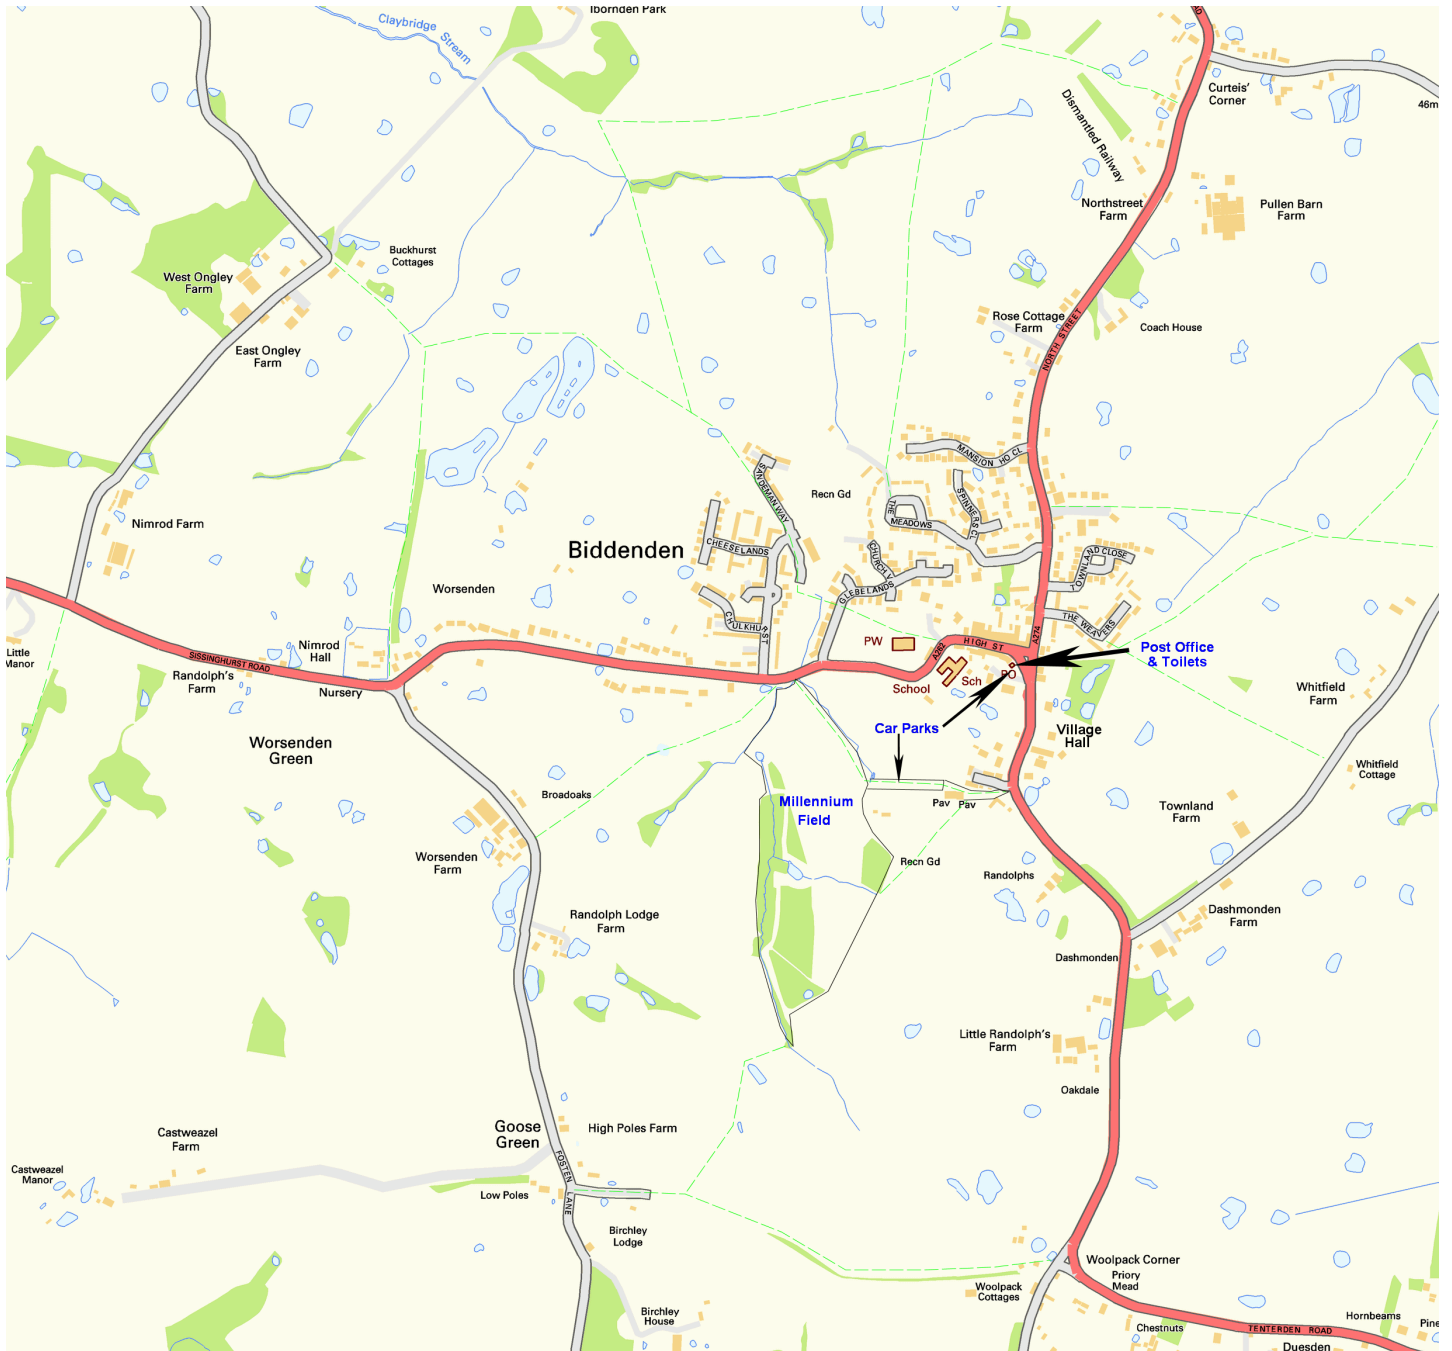 Ibornden Park
Claybridge
Stream
Curteis'
Corner
46m
Dismantled Railway
Northstreet
Farm
Pullen Barn
Farm
Buckhurst
Cottages
West Ongley
Farm
Rose Cottage
Farm
Coach House
NORTH STREET
East Ongley
Farm
MANSION HO CL
SANDEMAN WAY
Recn Gd
SPINNERS CL
THE
MEADOWS
Nimrod Farm
Biddenden
CHEESELANDS
CHURCH VS
TOWNLAND CLOSE
Worsenden
GLEBELANDS
CHULKHURST
THE WEAVERS
A274
Little
Manor
Nimrod
Hall
PW
A262
HIGH ST
Post Office
& Toilets
SISSINGHURST ROAD
Randolph's
Farm
Nursery
School
Sch
PO
Whitfield
Farm
Car Parks
Village
Hall
Worsenden
Green
Whitfield
Cottage
Broadoaks
Millennium
Field
Pav
Pav
Townland
Farm
Worsenden
Farm
Recn Gd
Randolphs
Randolph Lodge
Farm
Dashmonden
Farm
Dashmonden
Little Randolph's
Farm
Oakdale
Castweazel
Farm
Goose
Green
High Poles Farm
Castweazel
Manor
FOSTEN LANE
Low Poles
Birchley
Lodge
Woolpack Corner
Priory
Mead
Woolpack
Cottages
Birchley
House
Chestnuts
TENTERDEN ROAD
Hornbeams
Pine
Duesden